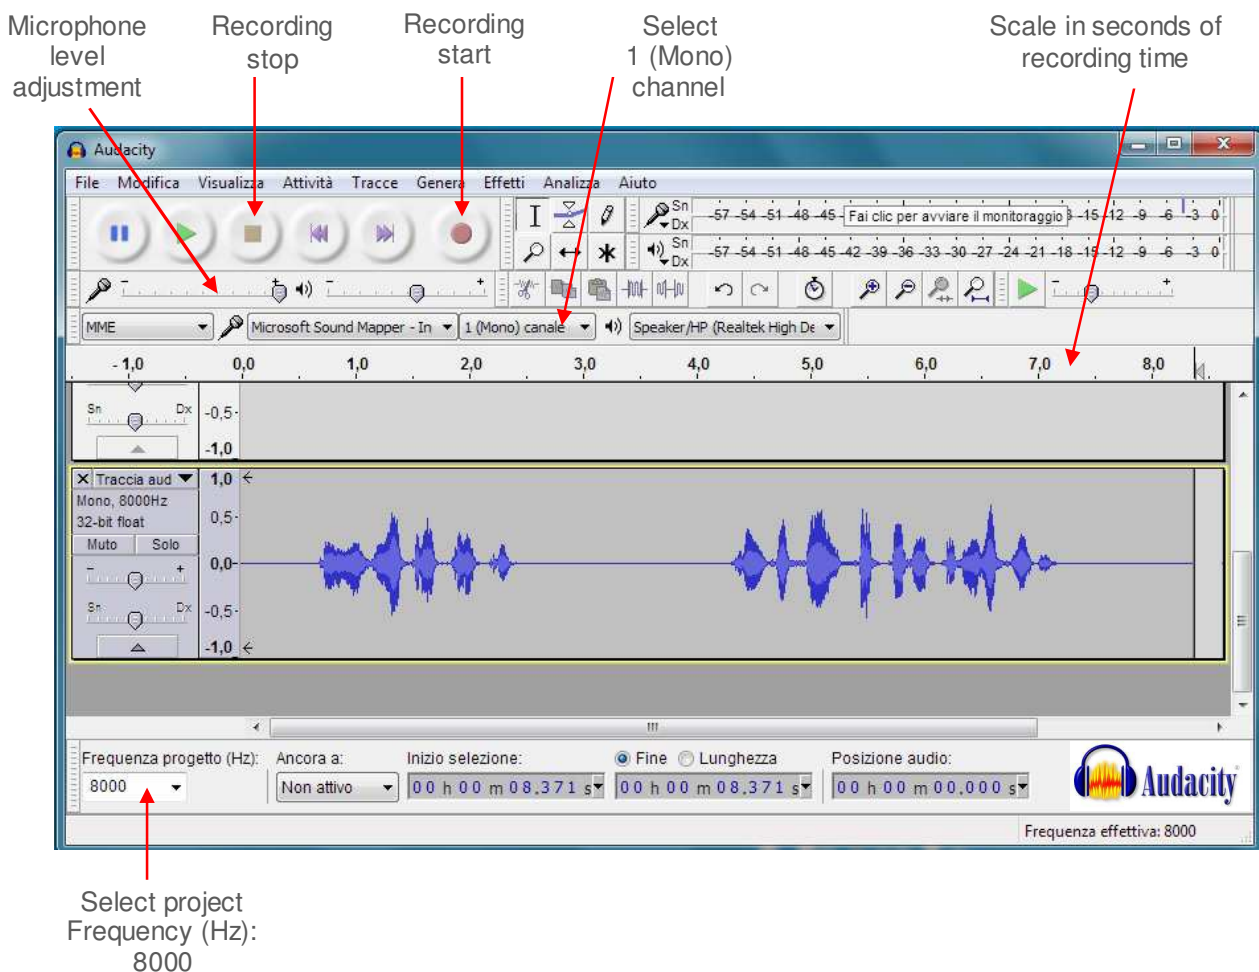 Microphone
level
adjustment
Recording
stop
Recording
start
Select
1 (Mono)
channel
Scale in seconds of
recording time
Audacity
File Modifica Visualizza Attività Tracce Genera Effetti Analizza Aiuto
Sn
Dx
-57 -54 -51 -48 -45 Fai clic per avviare il monitoraggio -15 -12 -9 -6 -3 0
Sn
Dx
-57 -54 -51 -48 -45 -42 -39 -36 -33 -30 -27 -24 -21 -18 -15 -12 -9 -6 -3 0
- + - + - +
MME Microsoft Sound Mapper - In 1 (Mono) canale Speaker/HP (Realtek High De
- 1,0 0,0 1,0 2,0 3,0 4,0 5,0 6,0 7,0 8,0
Sn Dx -0,5
-1,0
X Traccia aud 1,0
Mono, 8000Hz
32-bit float 0,5
Muto Solo
- + 0,0
Sn Dx -0,5
-1,0
Frequenza progetto (Hz): Ancora a: Inizio selezione: Fine Lunghezza Posizione audio:
8000 Non attivo 00 h 00 m 08.371 s 00 h 00 m 08.371 s 00 h 00 m 00.000 s
Audacity
Frequenza effettiva: 8000
Select project
Frequency (Hz):
8000